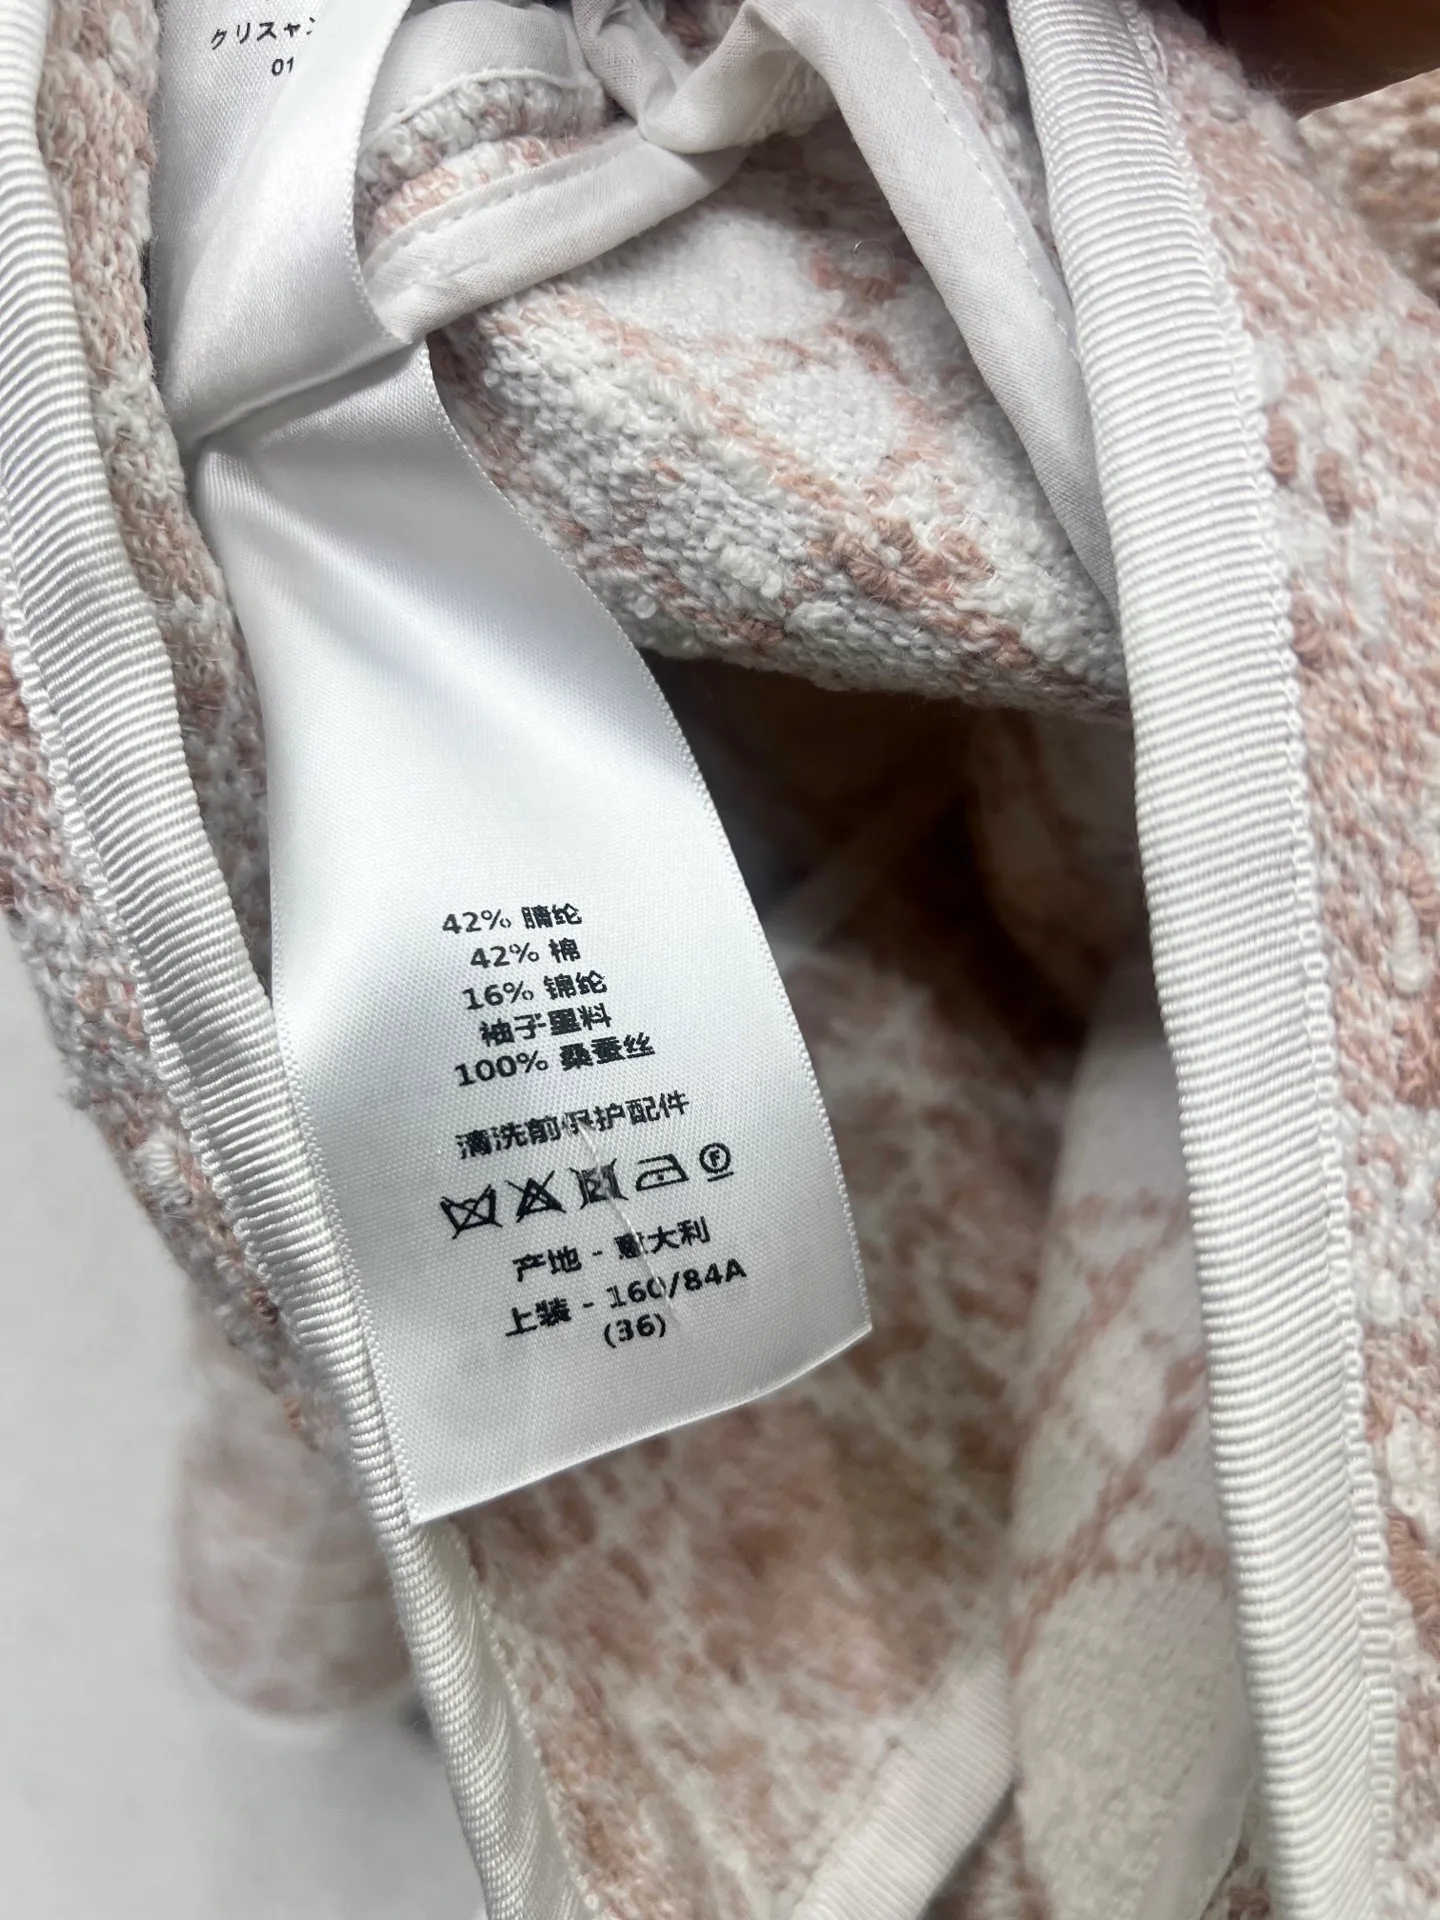 クリスャン
01
42% 腈纶
42% 棉
16% 锦纶
袖子里料
100% 桑蚕丝
清洗前保护配件
F
产地 - 意大利
上装 - 160/84A
(36)